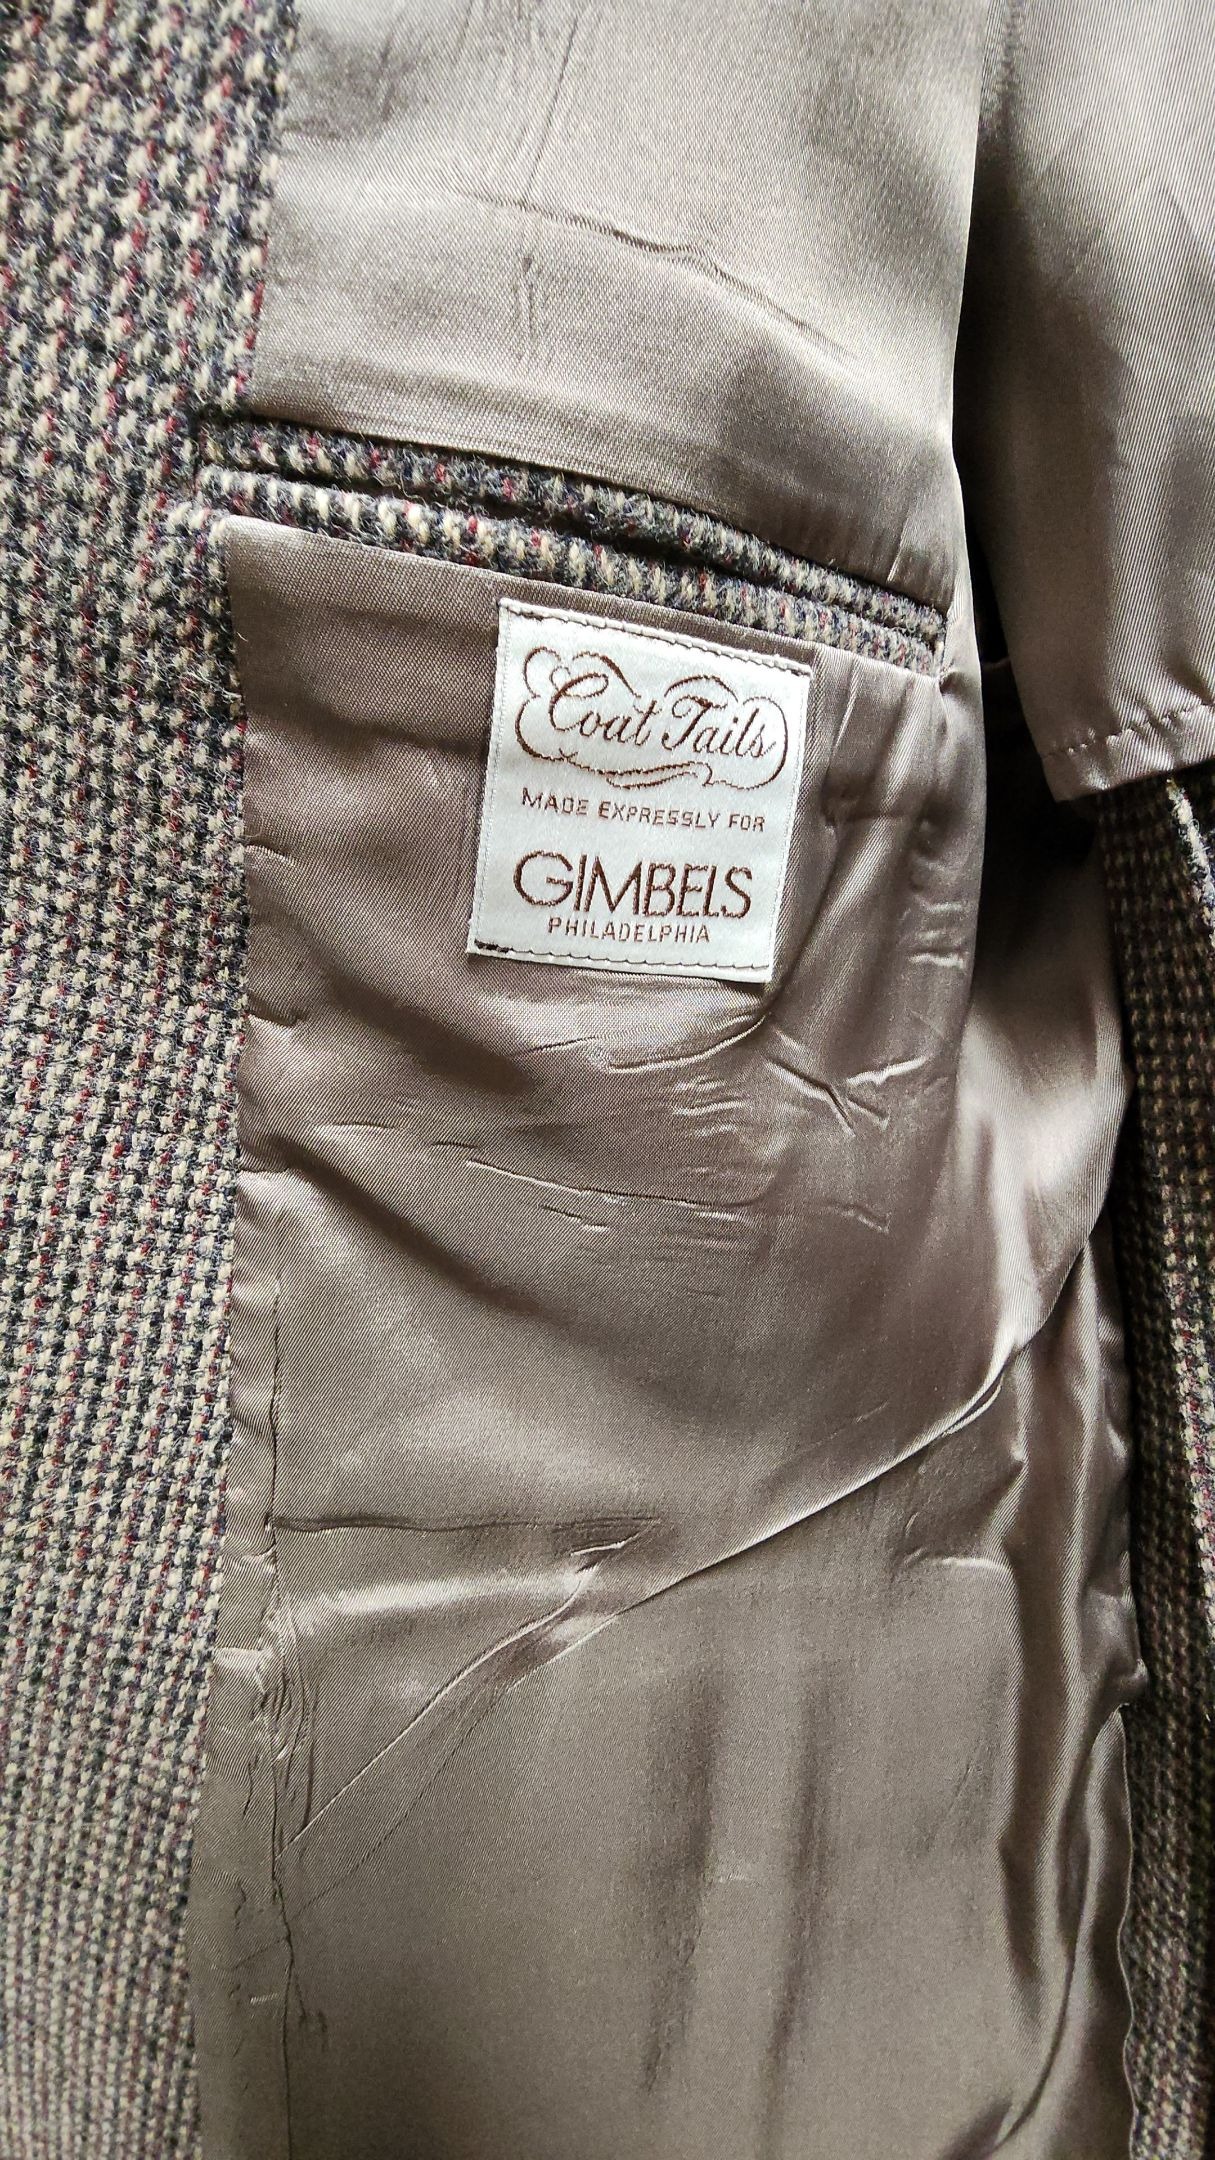 Coat Tails
MADE EXPRESSLY FOR
GIMBELS
PHILADELPHIA